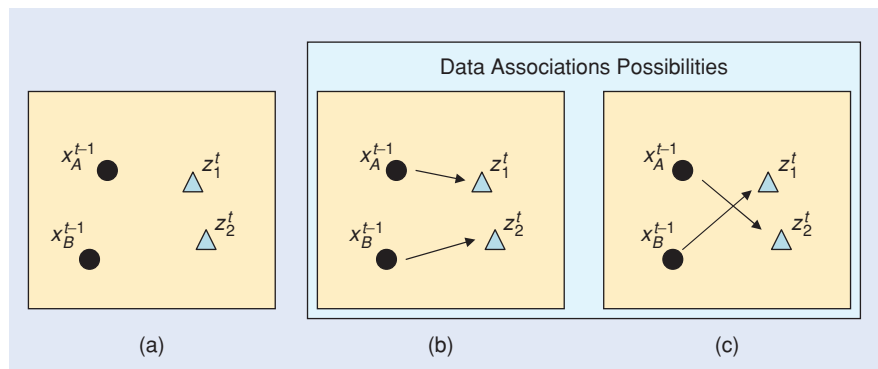 Data Associations Possibilities
x_A^{t–1}
z_1^t
x_B^{t–1}
z_2^t
x_A^{t–1}
z_1^t
x_B^{t–1}
z_2^t
x_A^{t–1}
z_1^t
x_B^{t–1}
z_2^t
(a) (b) (c)